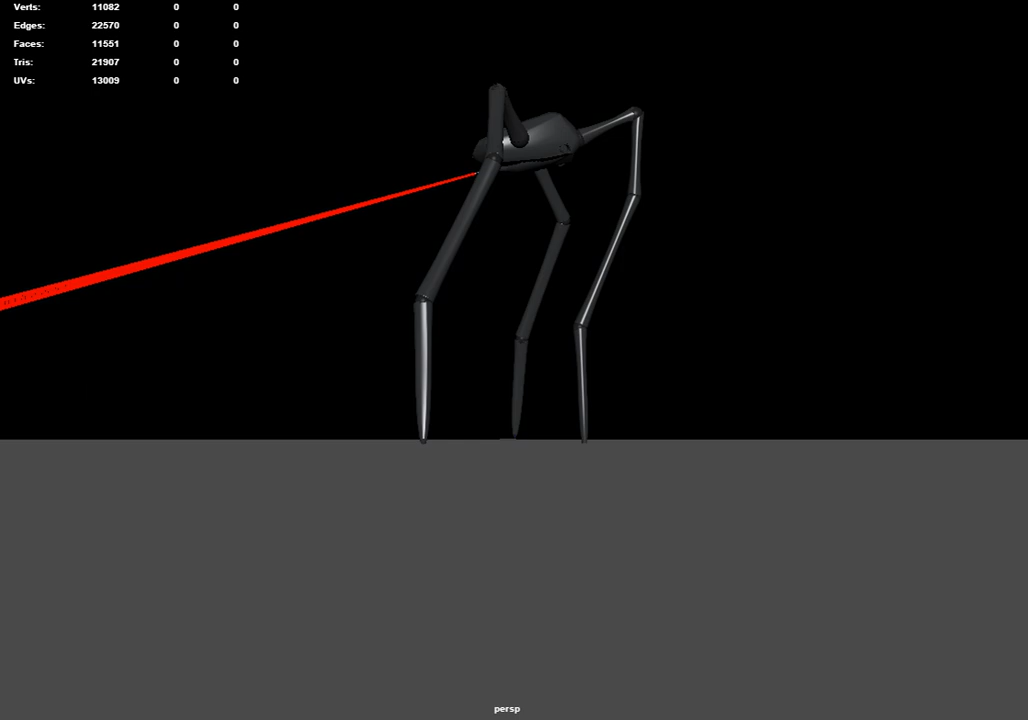 Verts: 11082 0 0
Edges: 22570 0 0
Faces: 11551 0 0
Tris: 21907 0 0
UVs: 13009 0 0
persp